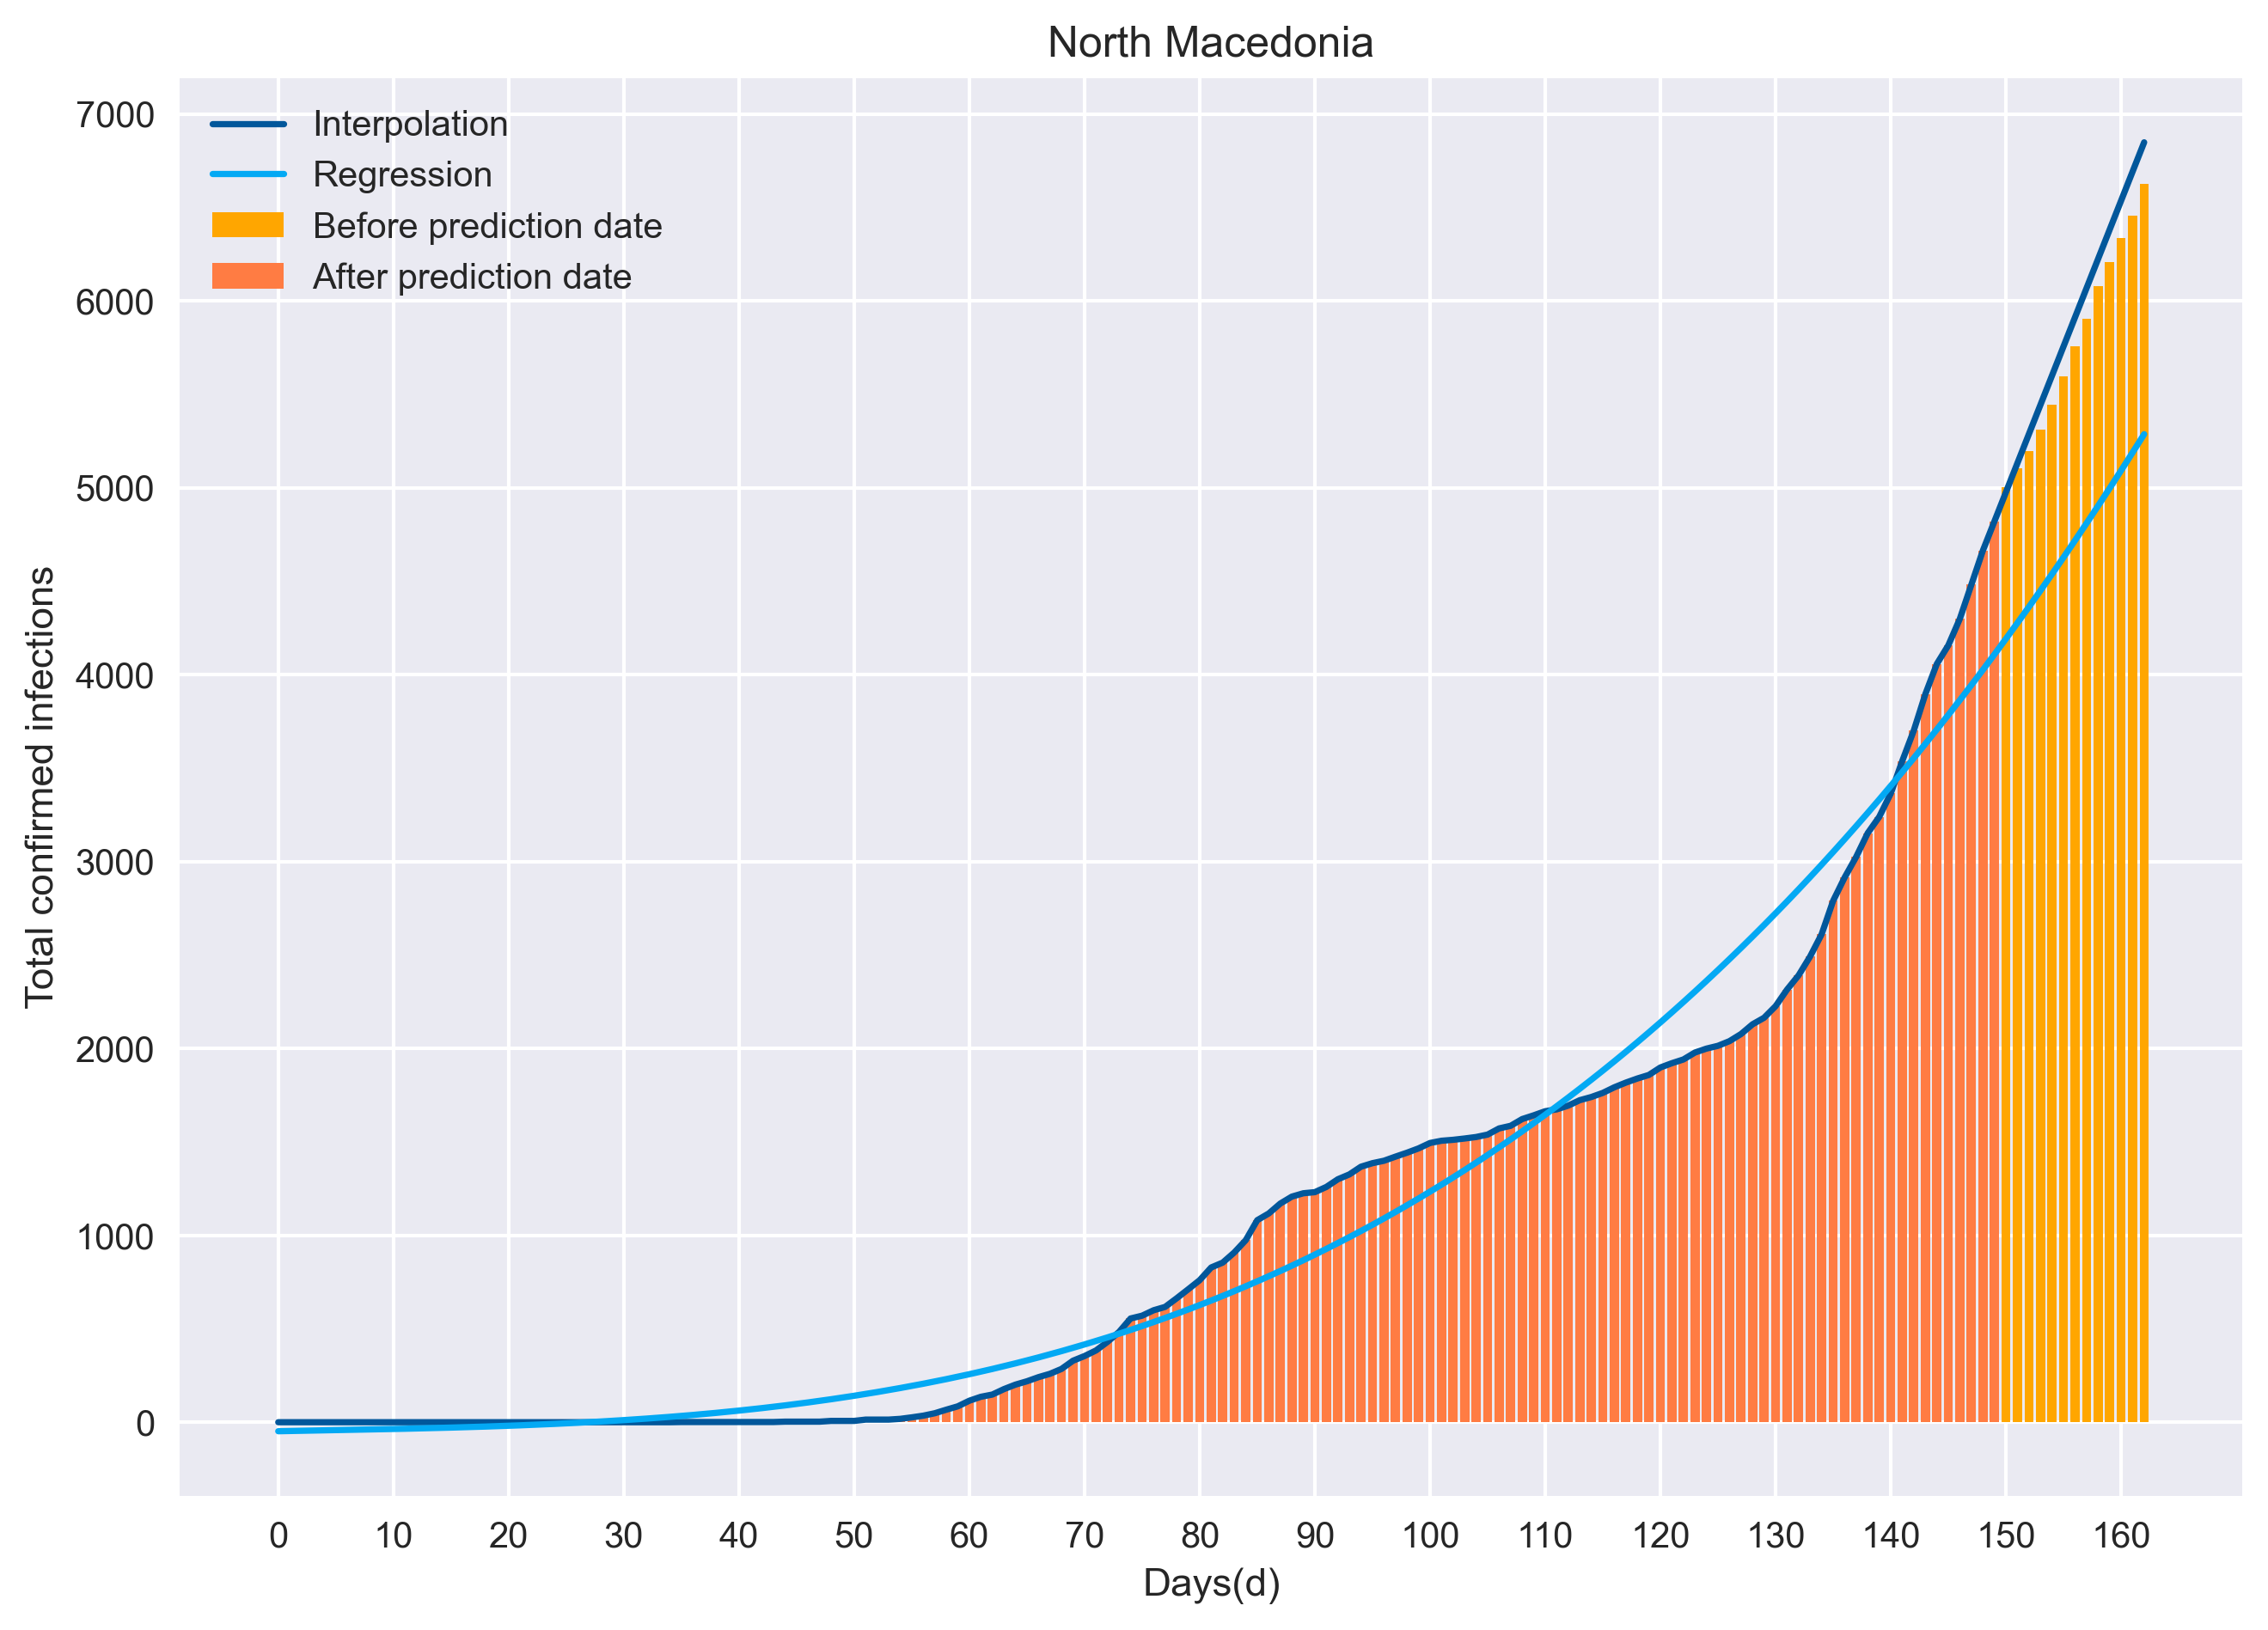 North Macedonia
Interpolation
Regression
Before prediction date
After prediction date
Total confirmed infections
7000
6000
5000
4000
3000
2000
1000
0
0 10 20 30 40 50 60 70 80 90 100 110 120 130 140 150 160
Days(d)